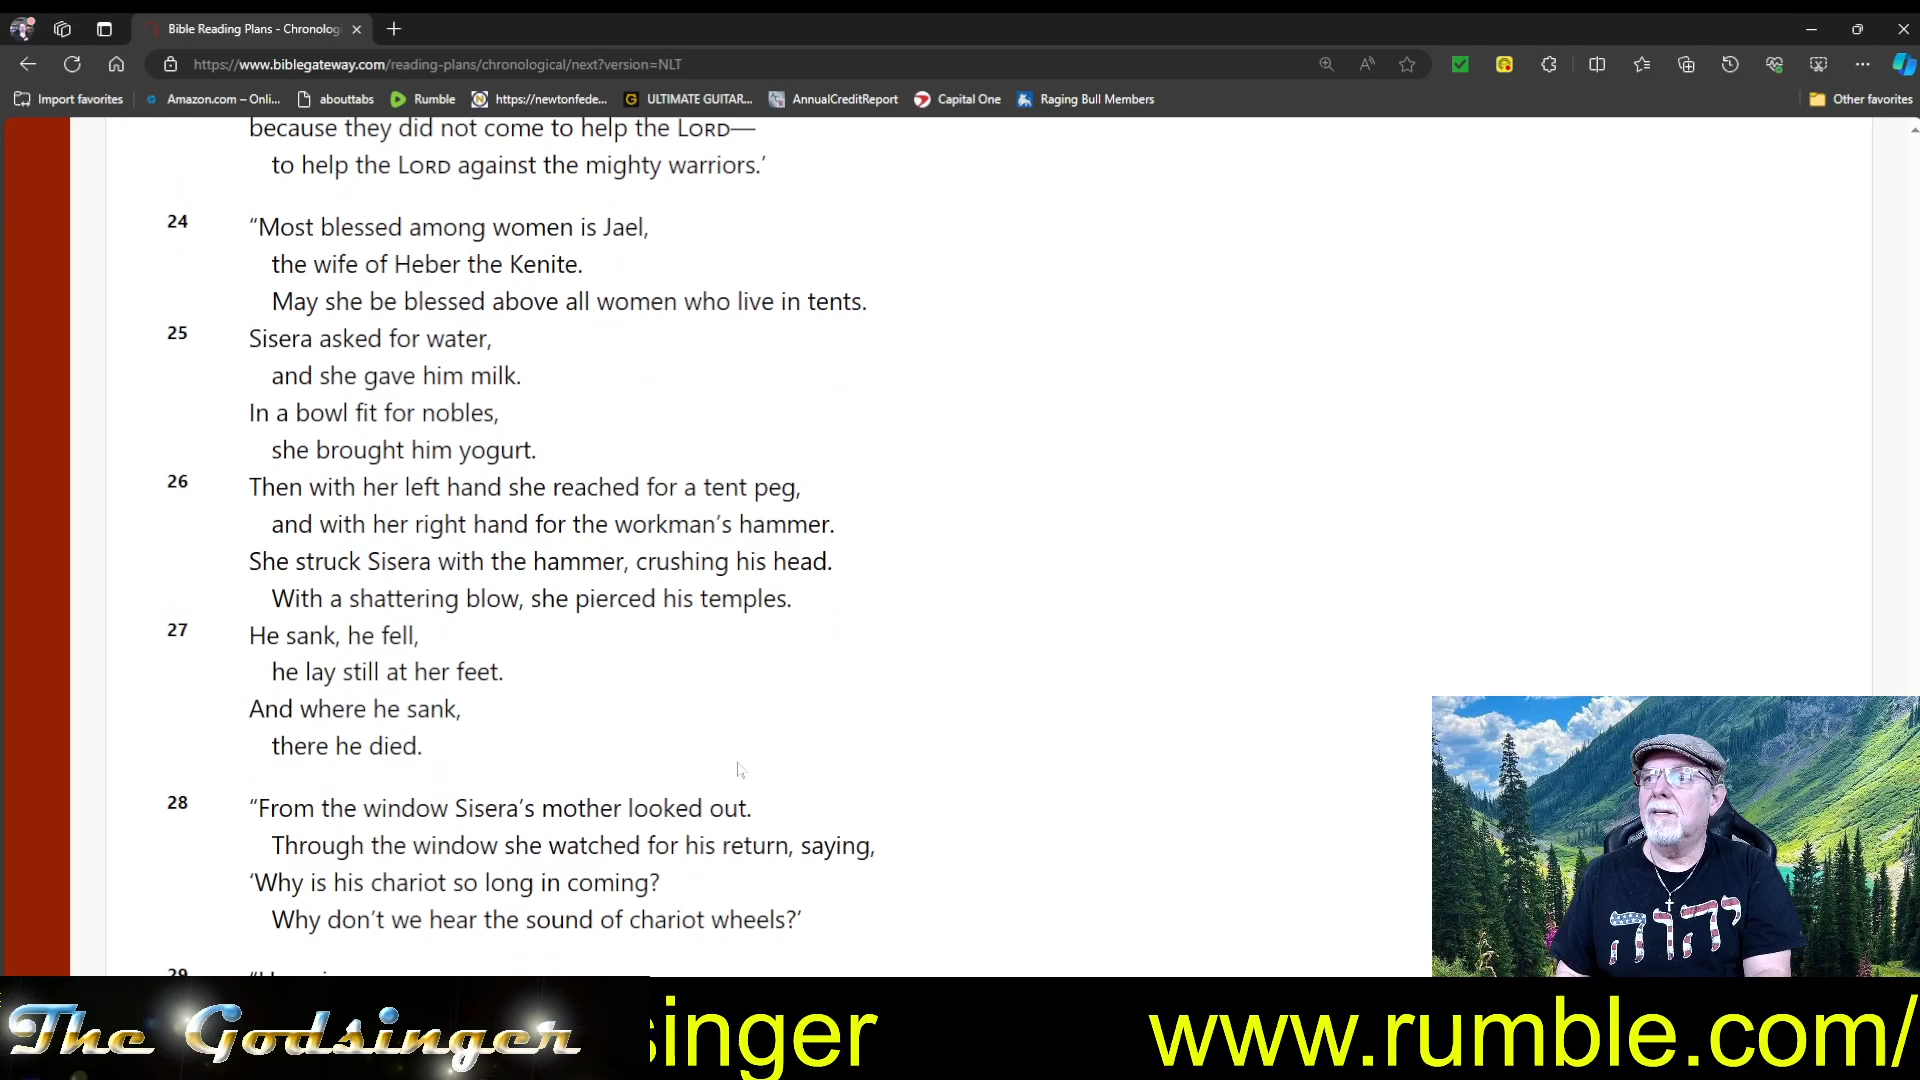 Bible Reading Plans - Chronologi
https://www.biblegateway.com/reading-plans/chronological/next?version=NLT
Import favorites
Amazon.com – Onli...
abouttabs
Rumble
https://newtonfede...
ULTIMATE GUITAR...
AnnualCreditReport
Capital One
Raging Bull Members
Other favorites
because they did not come to help the LORD—
to help the LORD against the mighty warriors.’
24 “Most blessed among women is Jael,
the wife of Heber the Kenite.
May she be blessed above all women who live in tents.
25 Sisera asked for water,
and she gave him milk.
In a bowl fit for nobles,
she brought him yogurt.
26 Then with her left hand she reached for a tent peg,
and with her right hand for the workman’s hammer.
She struck Sisera with the hammer, crushing his head.
With a shattering blow, she pierced his temples.
27 He sank, he fell,
he lay still at her feet.
And where he sank,
there he died.
28 “From the window Sisera’s mother looked out.
Through the window she watched for his return, saying,
‘Why is his chariot so long in coming?
Why don’t we hear the sound of chariot wheels?’
29
יהוה
The Godsinger
singer www.rumble.com/